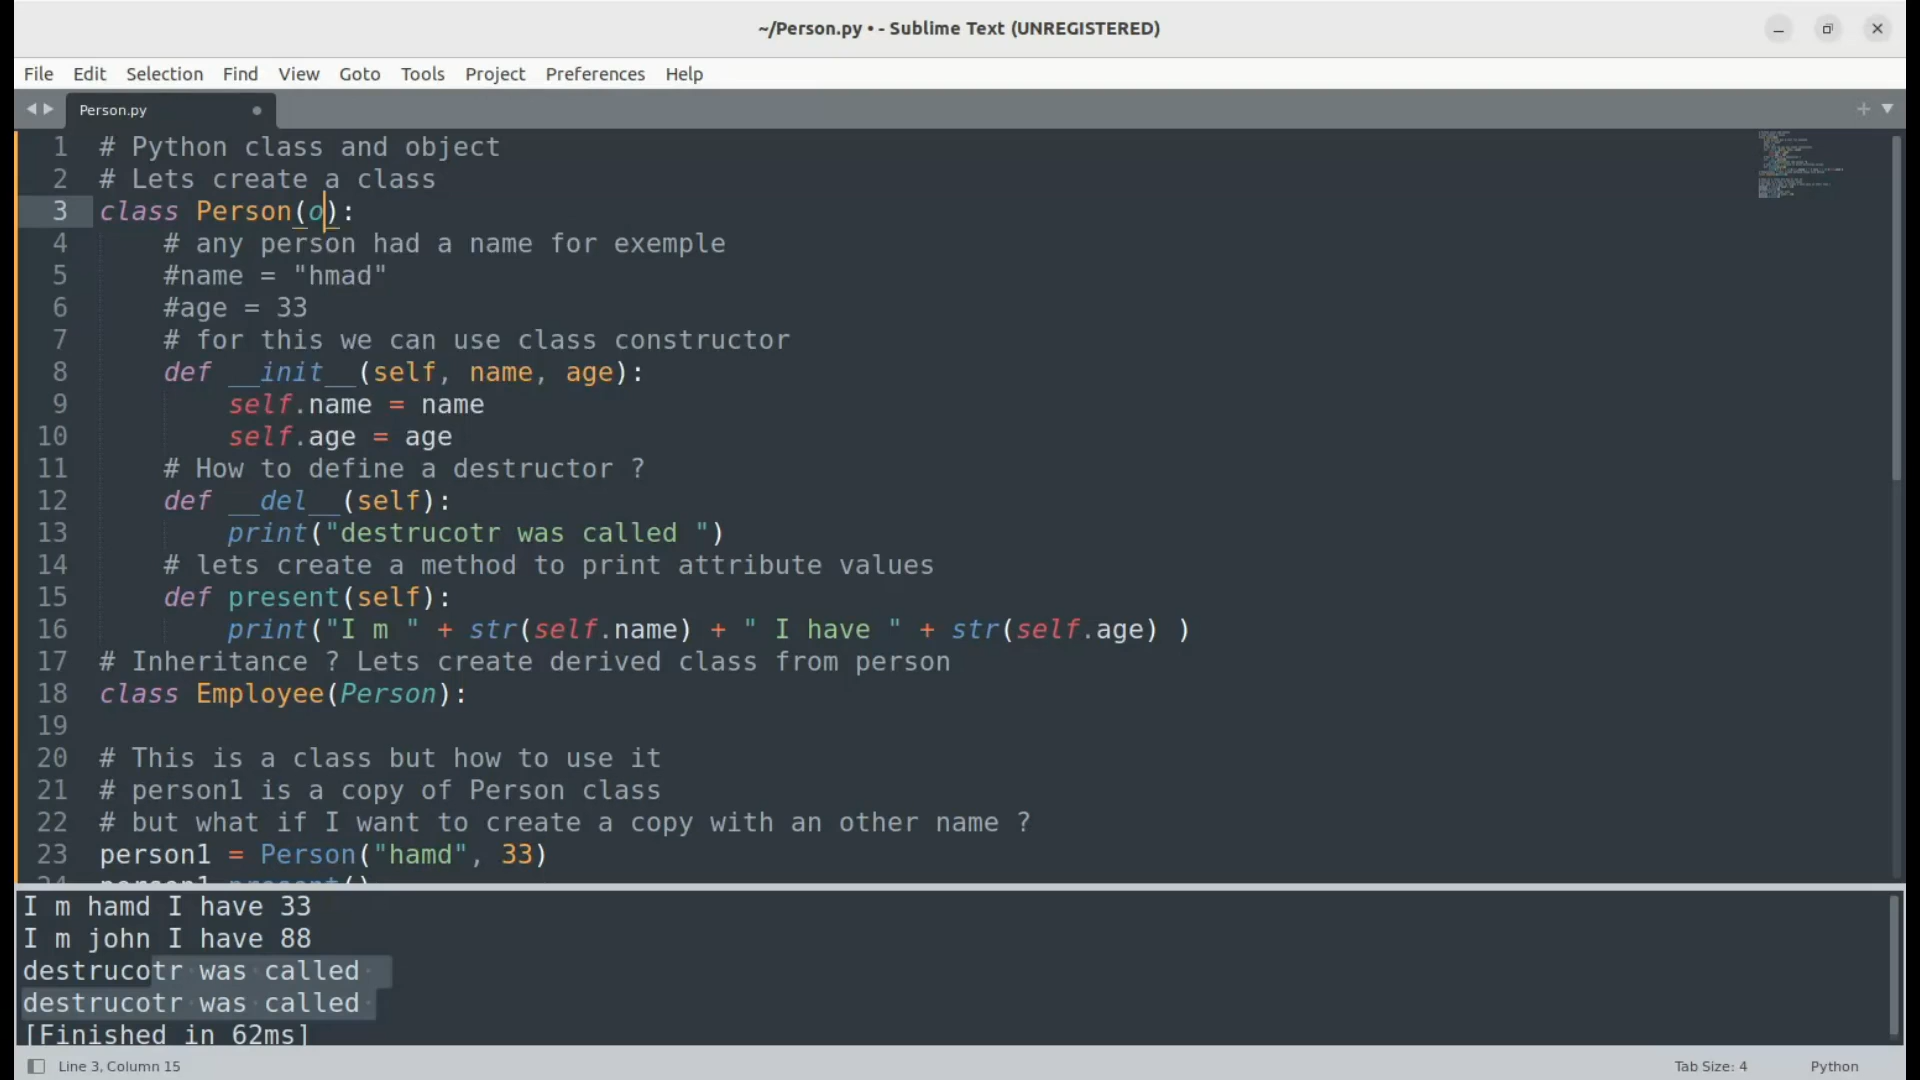 ~/Person.py • - Sublime Text (UNREGISTERED)
File Edit Selection Find View Goto Tools Project Preferences Help
Person.py
1 # Python class and object
2 # Lets create a class
3 class Person(o):
4 # any person had a name for exemple
5 #name = "hmad"
6 #age = 33
7 # for this we can use class constructor
8 def __init__(self, name, age):
9 self.name = name
10 self.age = age
11 # How to define a destructor ?
12 def __del__(self):
13 print("destrucotr was called ")
14 # lets create a method to print attribute values
15 def present(self):
16 print("I m " + str(self.name) + " I have " + str(self.age) )
17 # Inheritance ? Lets create derived class from person
18 class Employee(Person):
19
20 # This is a class but how to use it
21 # person1 is a copy of Person class
22 # but what if I want to create a copy with an other name ?
23 person1 = Person("hamd", 33)
24 person1.present()
I m hamd I have 33
I m john I have 88
destrucotr was called
destrucotr was called
[Finished in 62ms]
Line 3, Column 15
Tab Size: 4
Python